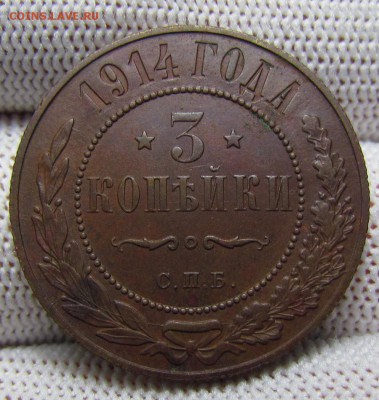 COINS.LAVE.RU
1914 ГОДА
3
КОПѢЙКИ
С.П.Б.